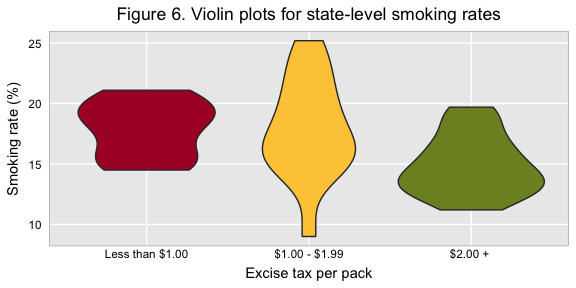 Figure 6. Violin plots for state-level smoking rates
Smoking rate (%)
25
20
15
10
Less than $1.00
$1.00 - $1.99
$2.00 +
Excise tax per pack